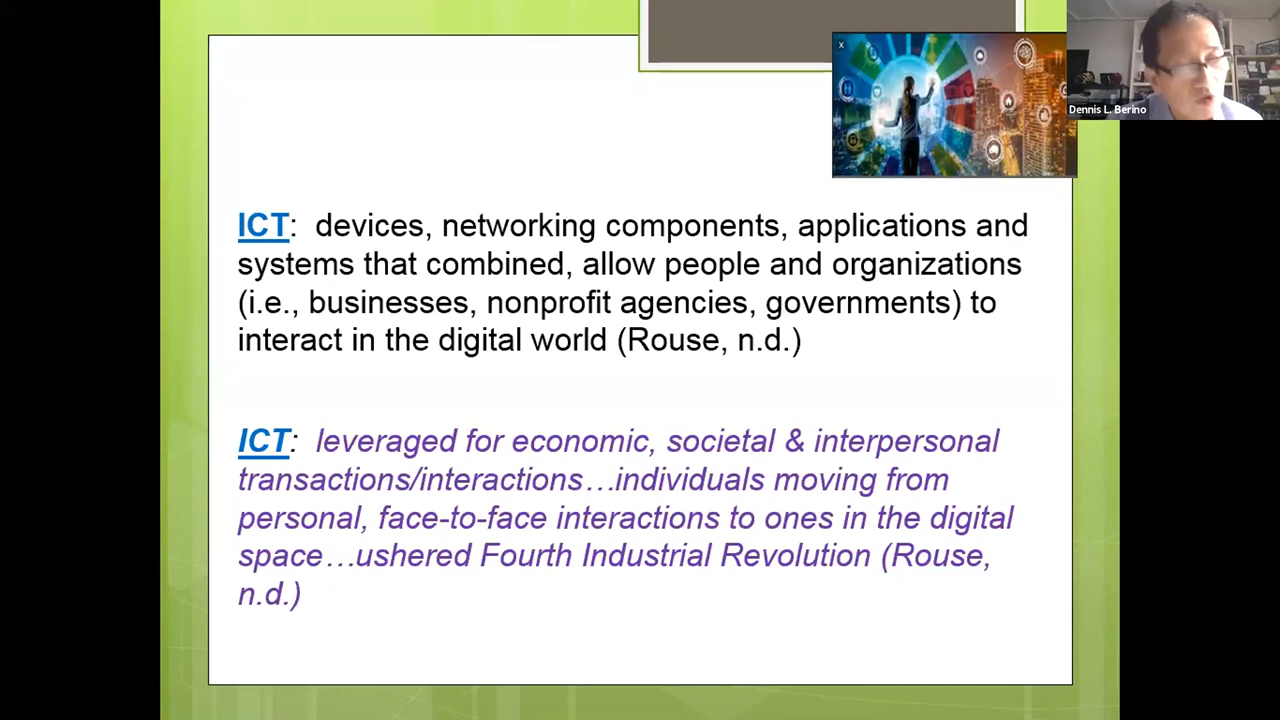 X
Dennis L. Berino
ICT: devices, networking components, applications and
systems that combined, allow people and organizations
(i.e., businesses, nonprofit agencies, governments) to
interact in the digital world (Rouse, n.d.)
ICT: leveraged for economic, societal & interpersonal
transactions/interactions…individuals moving from
personal, face-to-face interactions to ones in the digital
space…ushered Fourth Industrial Revolution (Rouse,
n.d.)